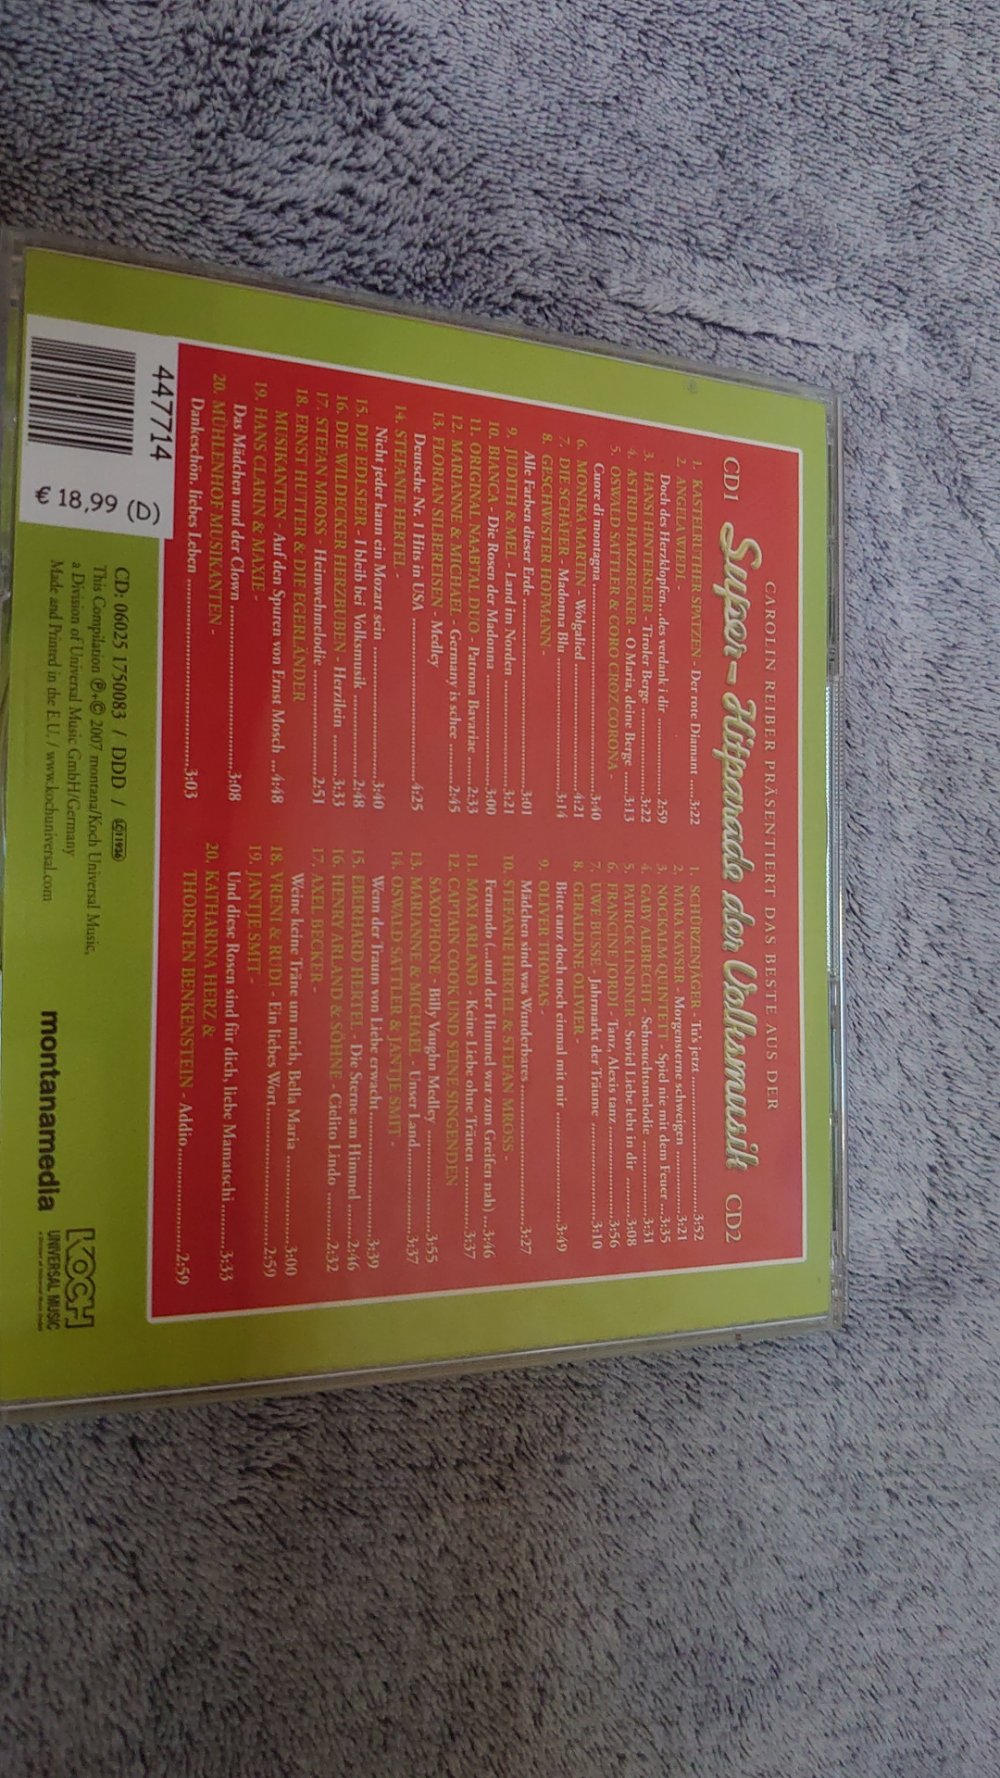 CAROLIN REIBER PRÄSENTIERT DAS BESTE AUS DER
CD1 Super-Hitparade der Volksmusik CD2
1. KASTELRUTHER SPATZEN - Der rote Diamant .....3:22
2. ANGELA WIEDL -
Doch des Herzklopfen...des verdank i dir ............2:59
3. HANSI HINTERSEER - Tiroler Berge ................3:22
4. ASTRID HARZBECKER - O Maria, deine Berge ......3:13
5. OSWALD SATTLER & CORO CROZ CORONA -
Cuore di montagna ................3:40
6. MONIKA MARTIN - Wolgalied ................4:21
7. DIE SCHÄFER - Madonna Blu ................3:14
8. GESCHWISTER HOFMANN -
Alle Farben dieser Erde................3:01
9. JUDITH & MEL - Land im Norden ................3:21
10. BIANCA - Die Rosen der Madonna ................3:00
11. ORIGINAL NAABTAL DUO - Patrona Bavariae ...2:33
12. MARIANNE & MICHAEL - Germany is schee .........2:45
13. FLORIAN SILBEREISEN - Medley
Deutsche Nr. 1 Hits in USA ................4:25
14. STEFANIE HERTEL -
Nicht jeder kann ein Mozart sein ................3:40
15. DIE EDLSEER - I bleib bei Volksmusik ................2:48
16. DIE WILDECKER HERZBUBEN - Herzilein ..........3:33
17. STEFAN MROSS - Heimwehmelodie ................2:51
18. ERNST HUTTER & DIE EGERLÄNDER
MUSIKANTEN - Auf den Spuren von Ernst Mosch ...4:48
19. HANS CLARIN & MAXIE -
Das Mädchen und der Clown ................3:08
20. MÜHLENHOF MUSIKANTEN -
Dankeschön, liebes Leben ................3:03
1. SCHÜRZENJÄGER - Tu's jetzt ................3:52
2. MARA KAYSER - Morgensterne schweigen ............3:21
3. NOCKALM QUINTETT - Spiel nie mit dem Feuer ...3:35
4. GABY ALBRECHT - Sehnsuchtsmelodie ................3:31
5. PATRICK LINDNER - Soviel Liebe lebt in dir .........3:08
6. FRANCINE JORDI - Tanz, Alexis tanz ................3:56
7. UWE BUSSE - Jahrmarkt der Träume ................3:10
8. GERALDINE OLIVIER -
Bitte tanz doch noch einmal mit mir ................3:49
9. OLIVER THOMAS -
Mädchen sind was Wunderbares ................3:27
10. STEFANIE HERTEL & STEFAN MROSS -
Fernando (...und der Himmel war zum Greifen nah) ...3:46
11. MAXI ARLAND - Keine Liebe ohne Tränen ............3:37
12. CAPTAIN COOK UND SEINE SINGENDEN
SAXOPHONE - Billy Vaughn Medley ................3:55
13. MARIANNE & MICHAEL - Unser Land................3:37
14. OSWALD SATTLER & JANTJE SMIT -
Wenn der Traum von Liebe erwacht ................3:39
15. EBERHARD HERTEL - Die Sterne am Himmel ......2:46
16. HENRY ARLAND & SÖHNE - Cielito Lindo ............2:32
17. AXEL BECKER -
Weine keine Träne um mich, Bella Maria ................3:00
18. VRENI & RUDI - Ein liebes Wort................2:59
19. JANTJE SMIT -
Und diese Rosen sind für dich, liebe Mamatschi.........3:33
20. KATHARINA HERZ &
THORSTEN BENKENSTEIN - Addio................2:59
447714
€ 18,99 (D)
CD: 06025 1750083 / DDD / LC 11936
This Compilation ℗+© 2007 montana/Koch Universal Music,
a Division of Universal Music GmbH/Germany
Made and Printed in the E.U. / www.kochuniversal.com
montanamedia
KOCH
UNIVERSAL MUSIC